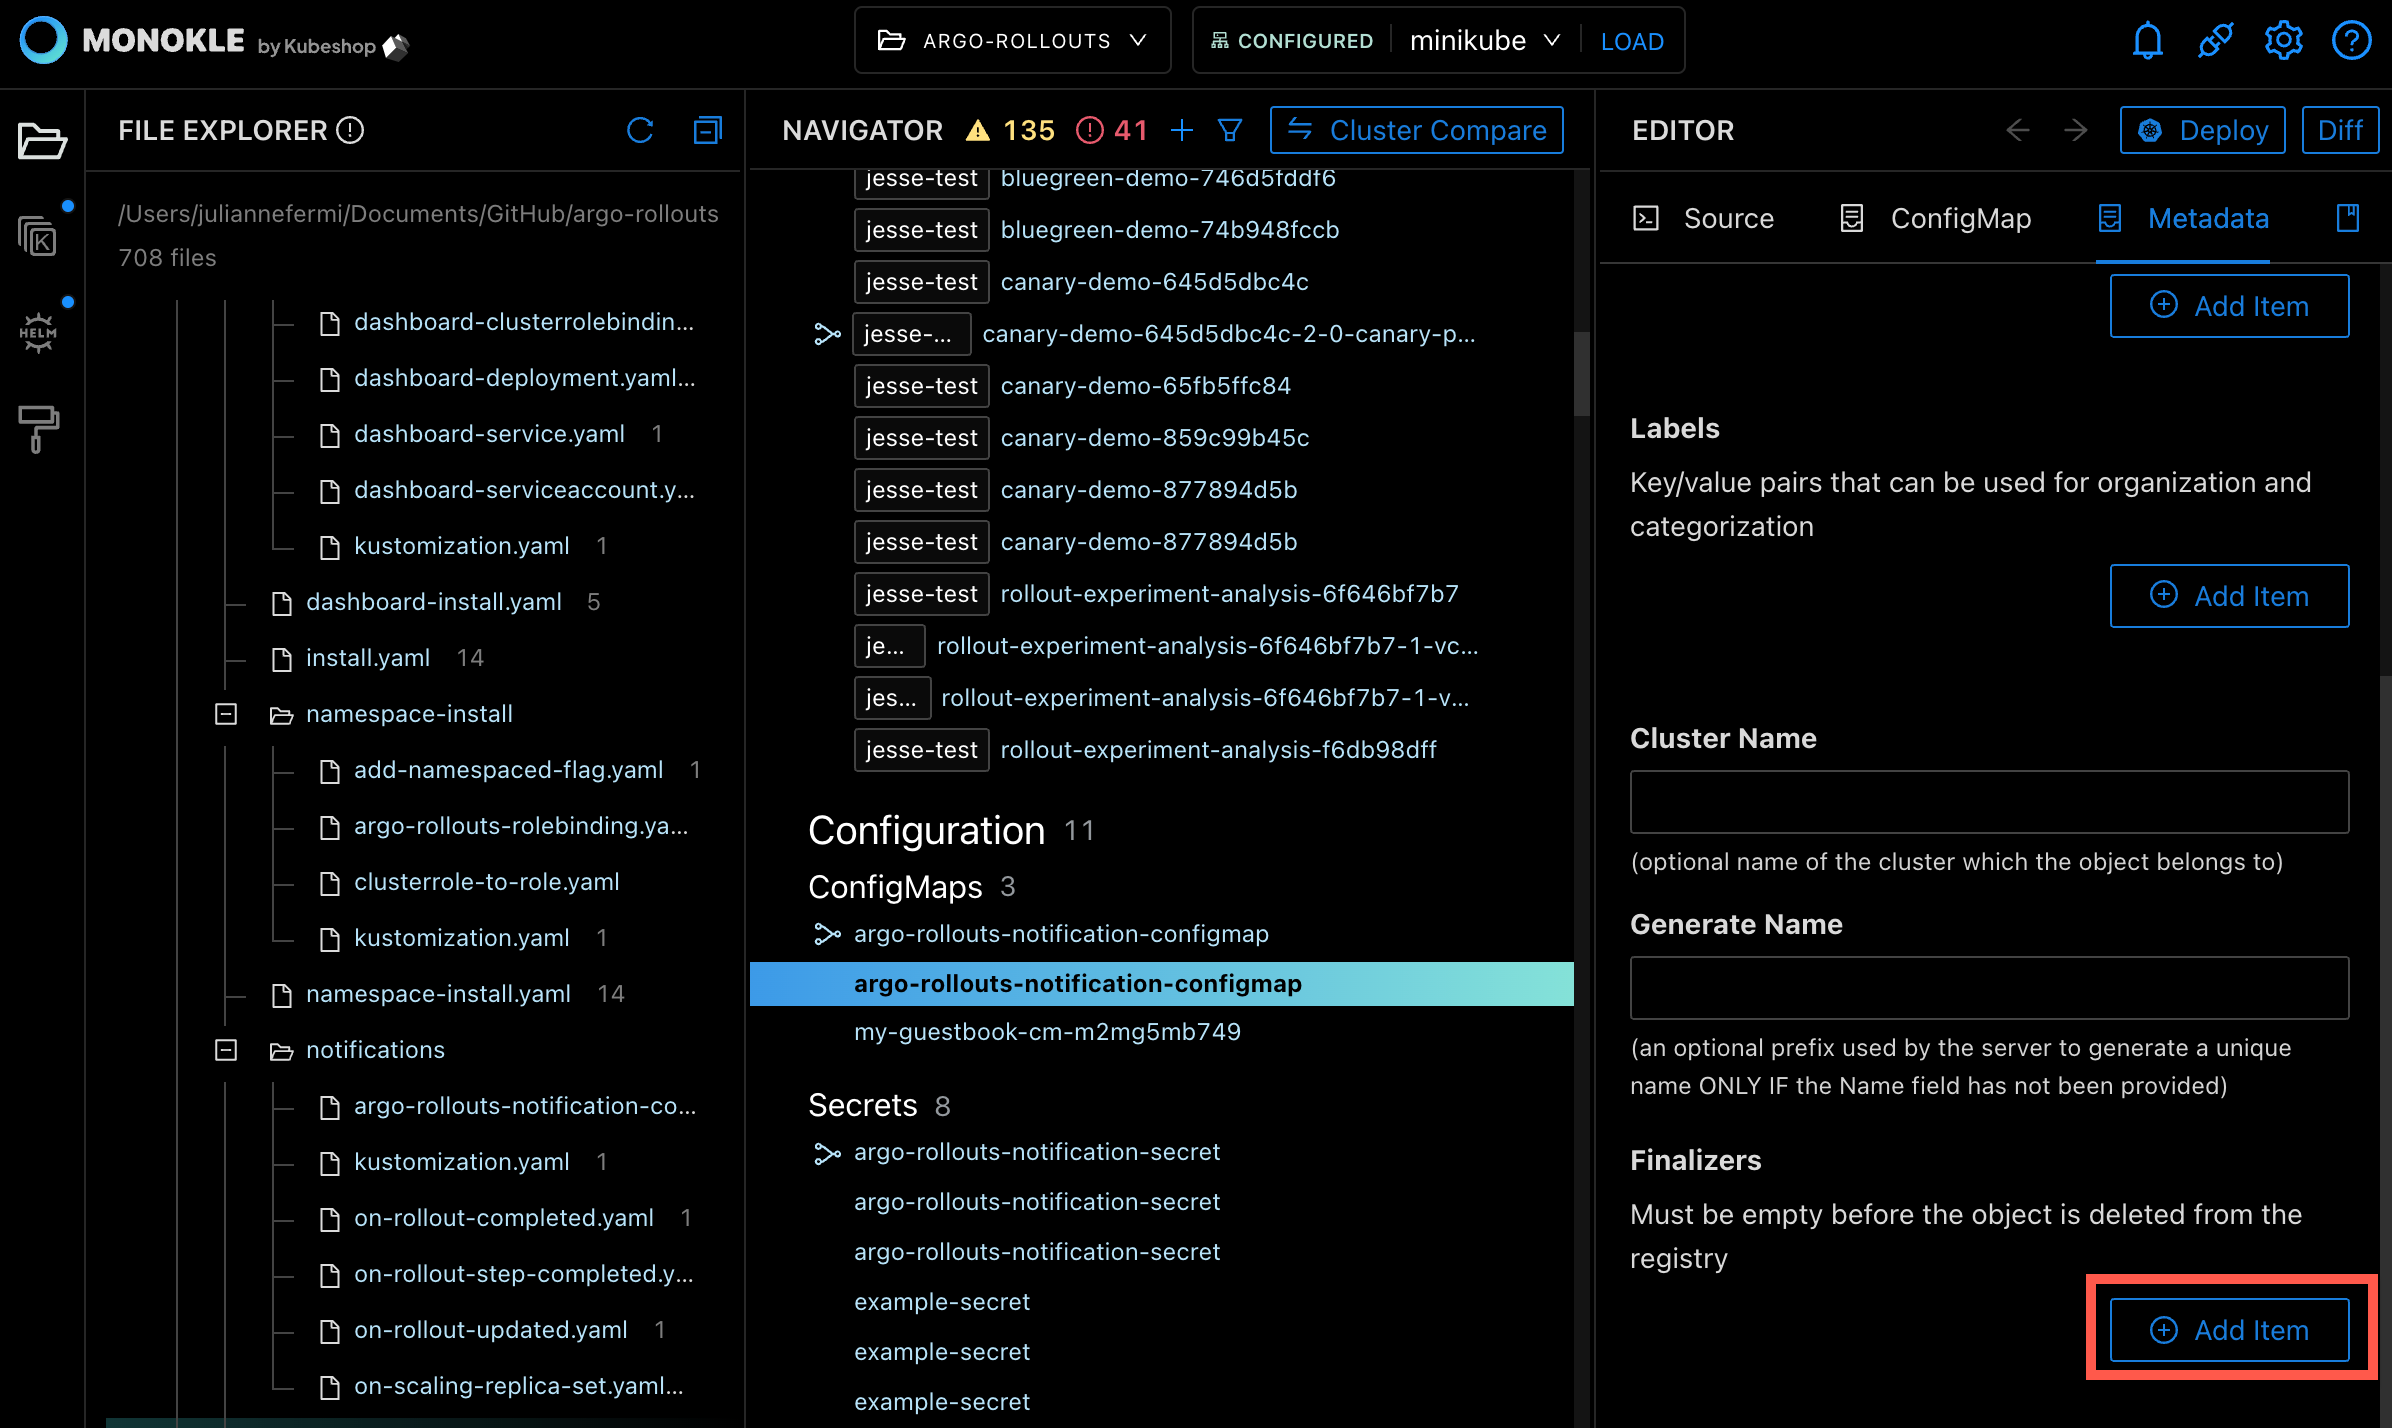 MONOKLE by Kubeshop
ARGO-ROLLOUTS
CONFIGURED minikube LOAD
FILE EXPLORER
/Users/juliannefermi/Documents/GitHub/argo-rollouts
708 files
K
HELM
dashboard-clusterrolebindin...
dashboard-deployment.yaml...
dashboard-service.yaml 1
dashboard-serviceaccount.y...
kustomization.yaml 1
dashboard-install.yaml 5
install.yaml 14
namespace-install
add-namespaced-flag.yaml 1
argo-rollouts-rolebinding.ya...
clusterrole-to-role.yaml
kustomization.yaml 1
namespace-install.yaml 14
notifications
argo-rollouts-notification-co...
kustomization.yaml 1
on-rollout-completed.yaml 1
on-rollout-step-completed.y...
on-rollout-updated.yaml 1
on-scaling-replica-set.yaml...
NAVIGATOR 135 41 Cluster Compare
jesse-test bluegreen-demo-746d5fddf6
jesse-test bluegreen-demo-74b948fccb
jesse-test canary-demo-645d5dbc4c
jesse-... canary-demo-645d5dbc4c-2-0-canary-p...
jesse-test canary-demo-65fb5ffc84
jesse-test canary-demo-859c99b45c
jesse-test canary-demo-877894d5b
jesse-test canary-demo-877894d5b
jesse-test rollout-experiment-analysis-6f646bf7b7
je... rollout-experiment-analysis-6f646bf7b7-1-vc...
jes... rollout-experiment-analysis-6f646bf7b7-1-v...
jesse-test rollout-experiment-analysis-f6db98dff
Configuration 11
ConfigMaps 3
argo-rollouts-notification-configmap
argo-rollouts-notification-configmap
my-guestbook-cm-m2mg5mb749
Secrets 8
argo-rollouts-notification-secret
argo-rollouts-notification-secret
argo-rollouts-notification-secret
example-secret
example-secret
example-secret
EDITOR Deploy Diff
Source ConfigMap Metadata
Add Item
Labels
Key/value pairs that can be used for organization and
categorization
Add Item
Cluster Name
(optional name of the cluster which the object belongs to)
Generate Name
(an optional prefix used by the server to generate a unique
name ONLY IF the Name field has not been provided)
Finalizers
Must be empty before the object is deleted from the
registry
Add Item